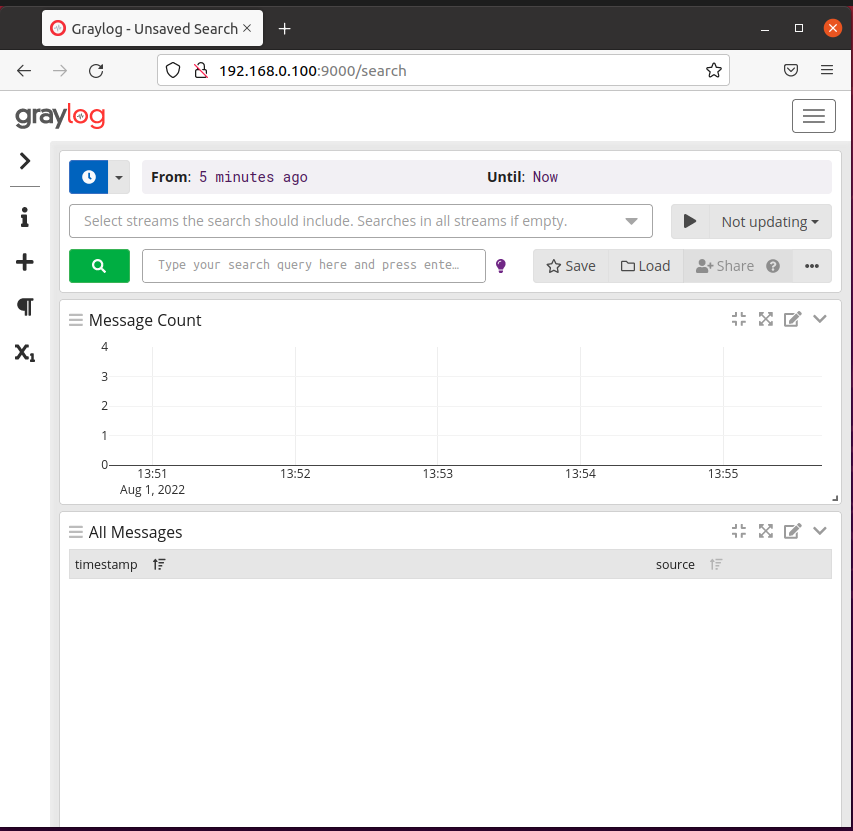 Graylog - Unsaved Search
192.168.0.100:9000/search
graylog
From: 5 minutes ago Until: Now
Select streams the search should include. Searches in all streams if empty.
Not updating
Type your search query here and press ente…
Save Load Share
Message Count
4
3
2
1
0
13:51 13:52 13:53 13:54 13:55
Aug 1, 2022
All Messages
timestamp source